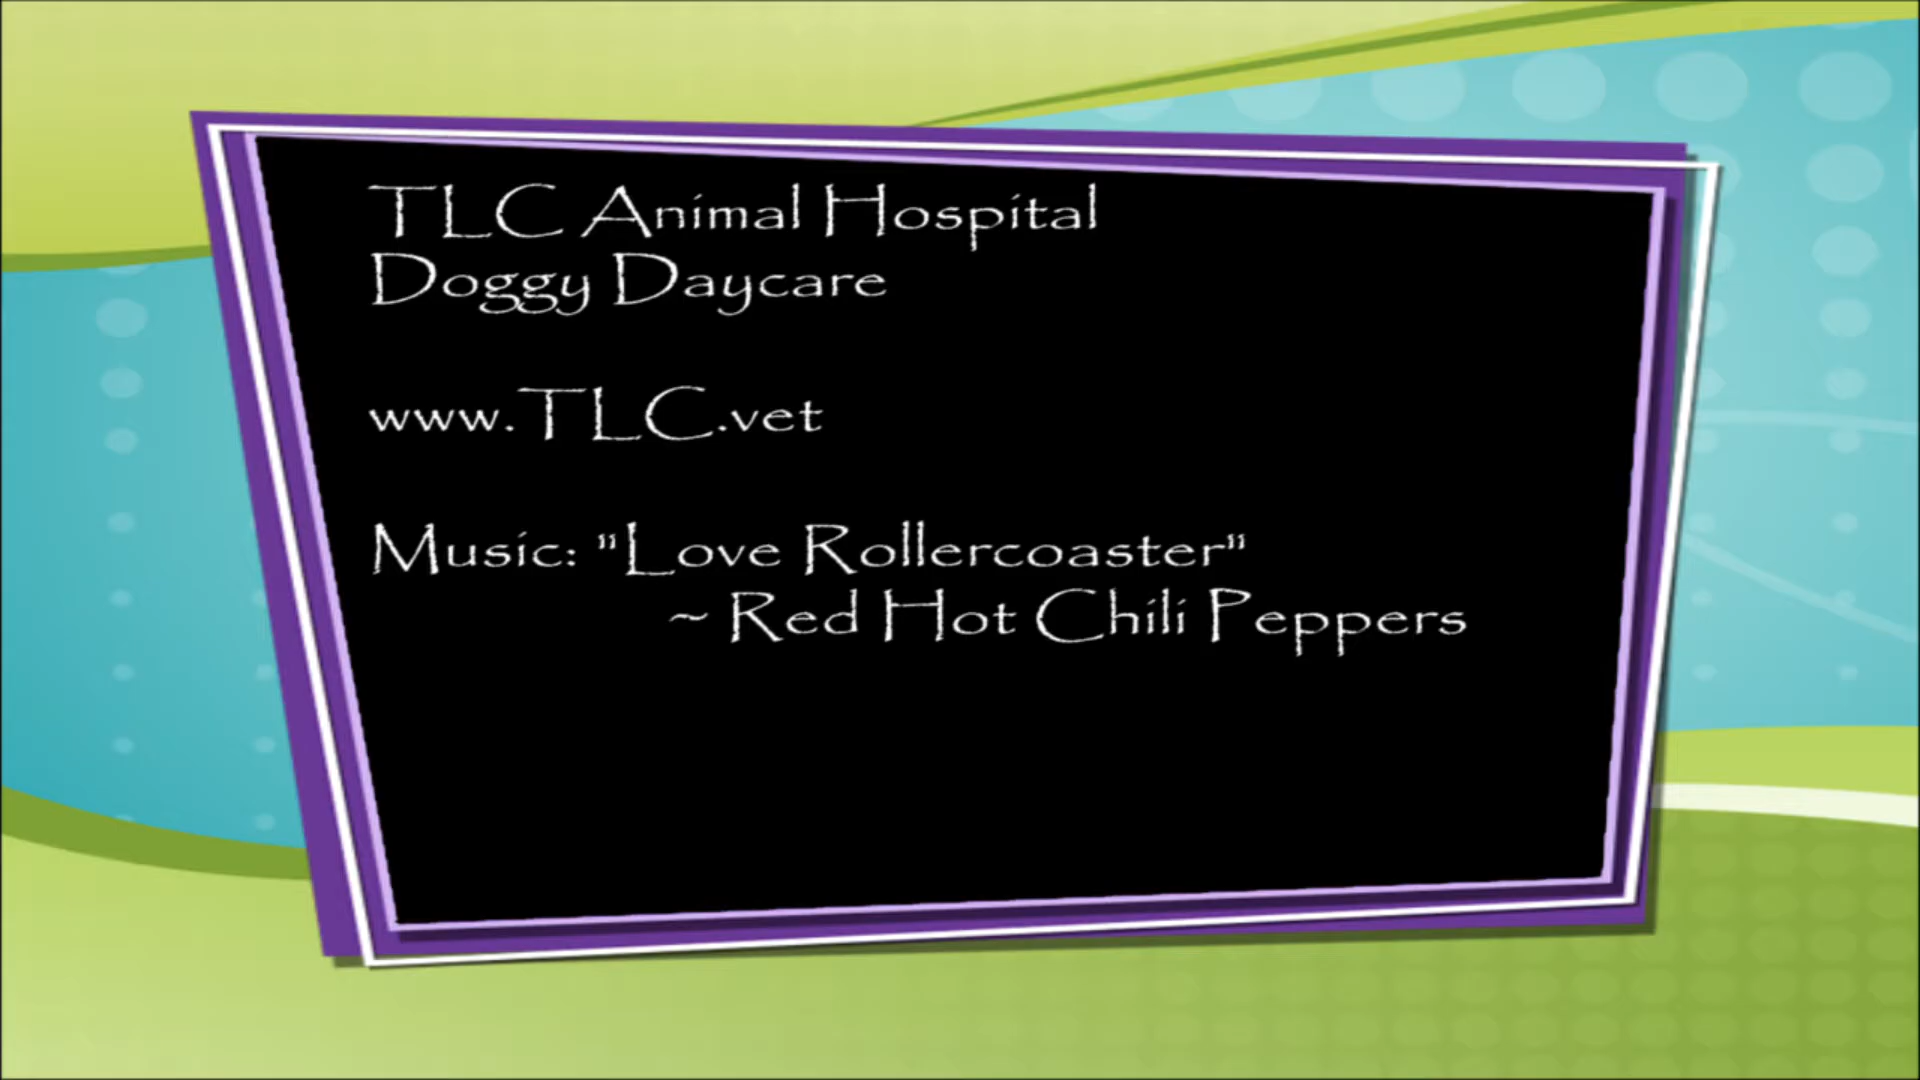 TLC Animal Hospital
Doggy Daycare
www.TLC.vet
Music: "Love Rollercoaster"
~ Red Hot Chili Peppers